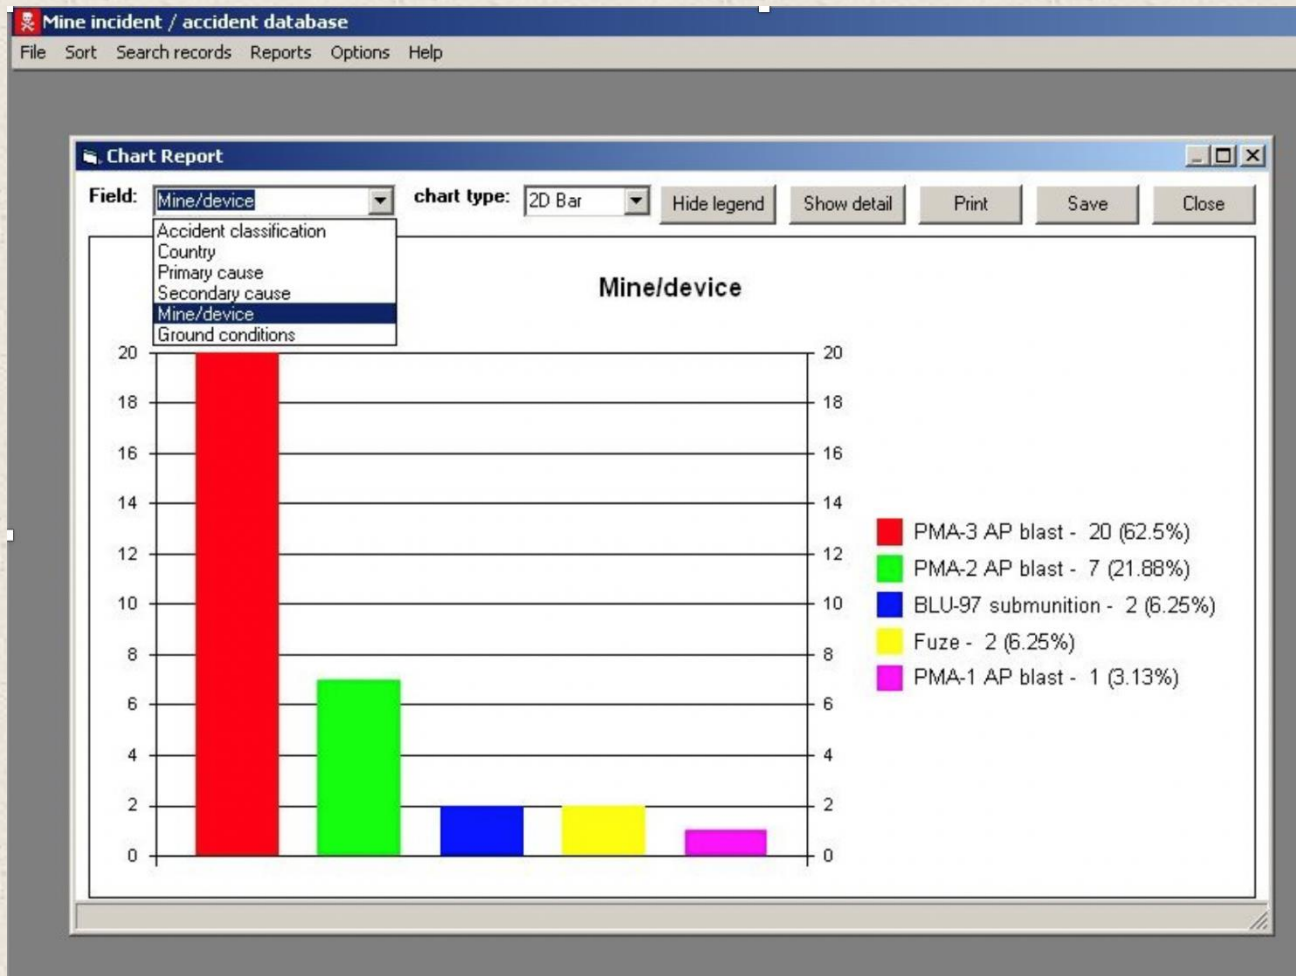 Mine incident / accident database
File Sort Search records Reports Options Help
Chart Report
Field: Mine/device chart type: 2D Bar Hide legend Show detail Print Save Close
Accident classification
Country
Primary cause
Secondary cause
Mine/device
Ground conditions
Mine/device
20 20
18 18
16 16
14 14
12 12
10 10
8 8
6 6
4 4
2 2
0 0
PMA-3 AP blast - 20 (62.5%)
PMA-2 AP blast - 7 (21.88%)
BLU-97 submunition - 2 (6.25%)
Fuze - 2 (6.25%)
PMA-1 AP blast - 1 (3.13%)